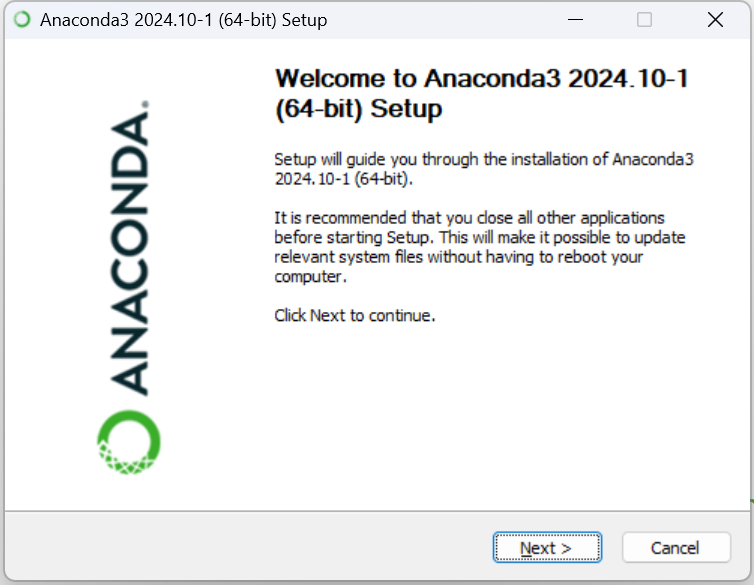 Anaconda3 2024.10-1 (64-bit) Setup
ANACONDA.
Welcome to Anaconda3 2024.10-1
(64-bit) Setup
Setup will guide you through the installation of Anaconda3
2024.10-1 (64-bit).
It is recommended that you close all other applications
before starting Setup. This will make it possible to update
relevant system files without having to reboot your
computer.
Click Next to continue.
Next >
Cancel